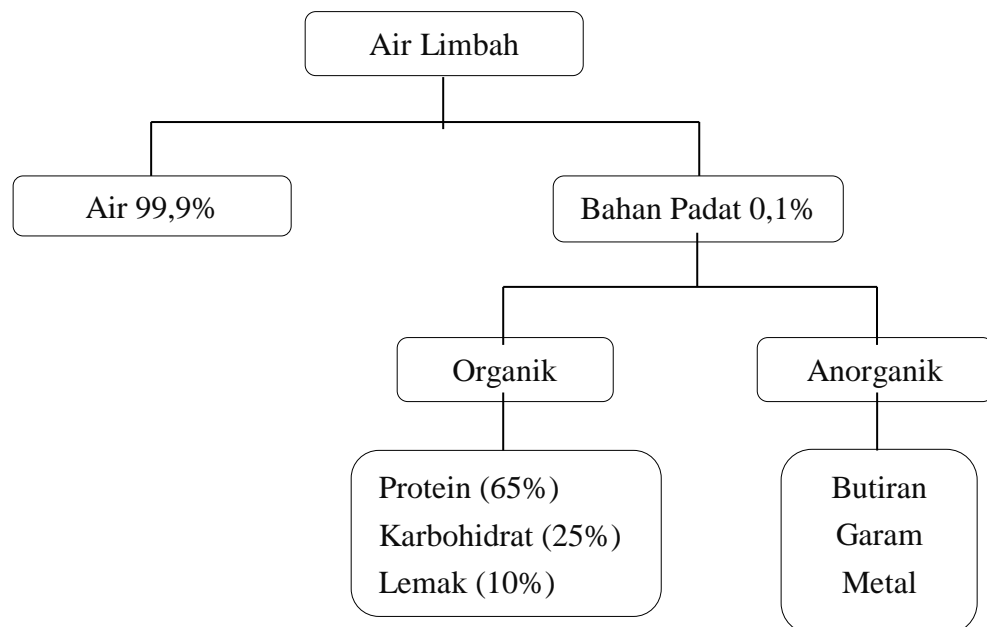 Air Limbah
Air 99,9%
Bahan Padat 0,1%
Organik
Anorganik
Protein (65%)
Karbohidrat (25%)
Lemak (10%)
Butiran
Garam
Metal